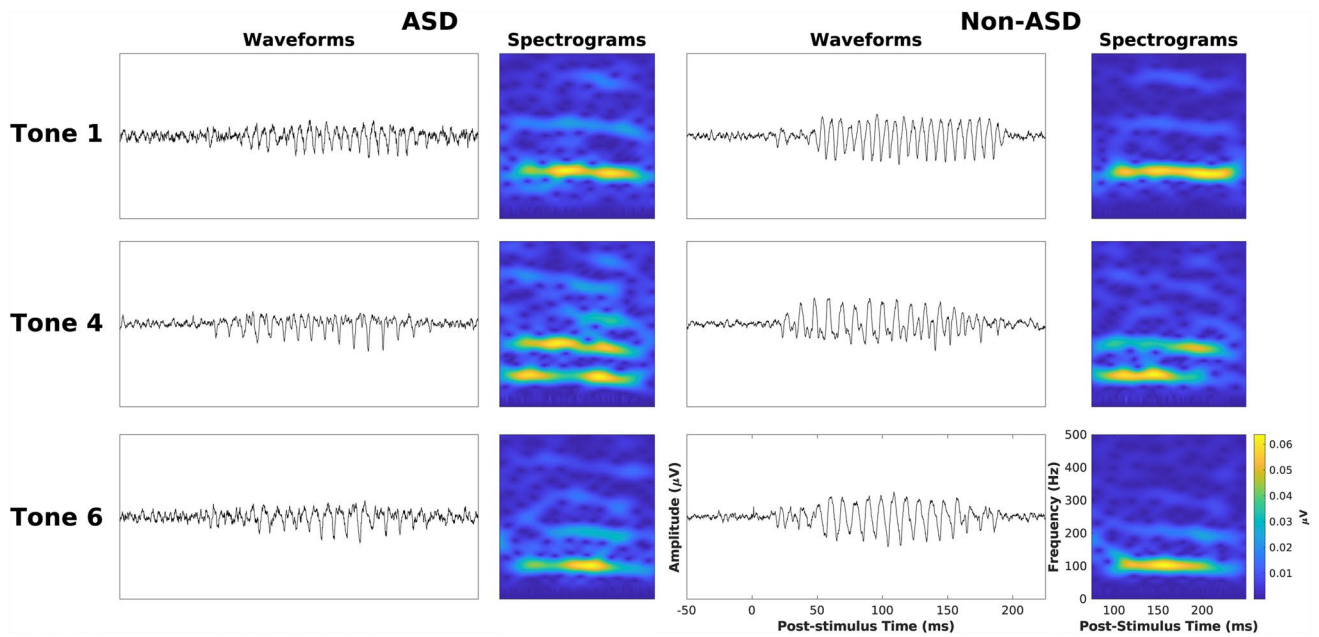 ASD
Non-ASD
Waveforms
Spectrograms
Waveforms
Spectrograms
Tone 1
Tone 4
Tone 6
Amplitude (μV)
-50 0 50 100 150 200
Post-stimulus Time (ms)
Frequency (Hz)
500
400
300
200
100
0
100 150 200
Post-Stimulus Time (ms)
0.06
0.05
0.04
0.03
0.02
0.01
μV